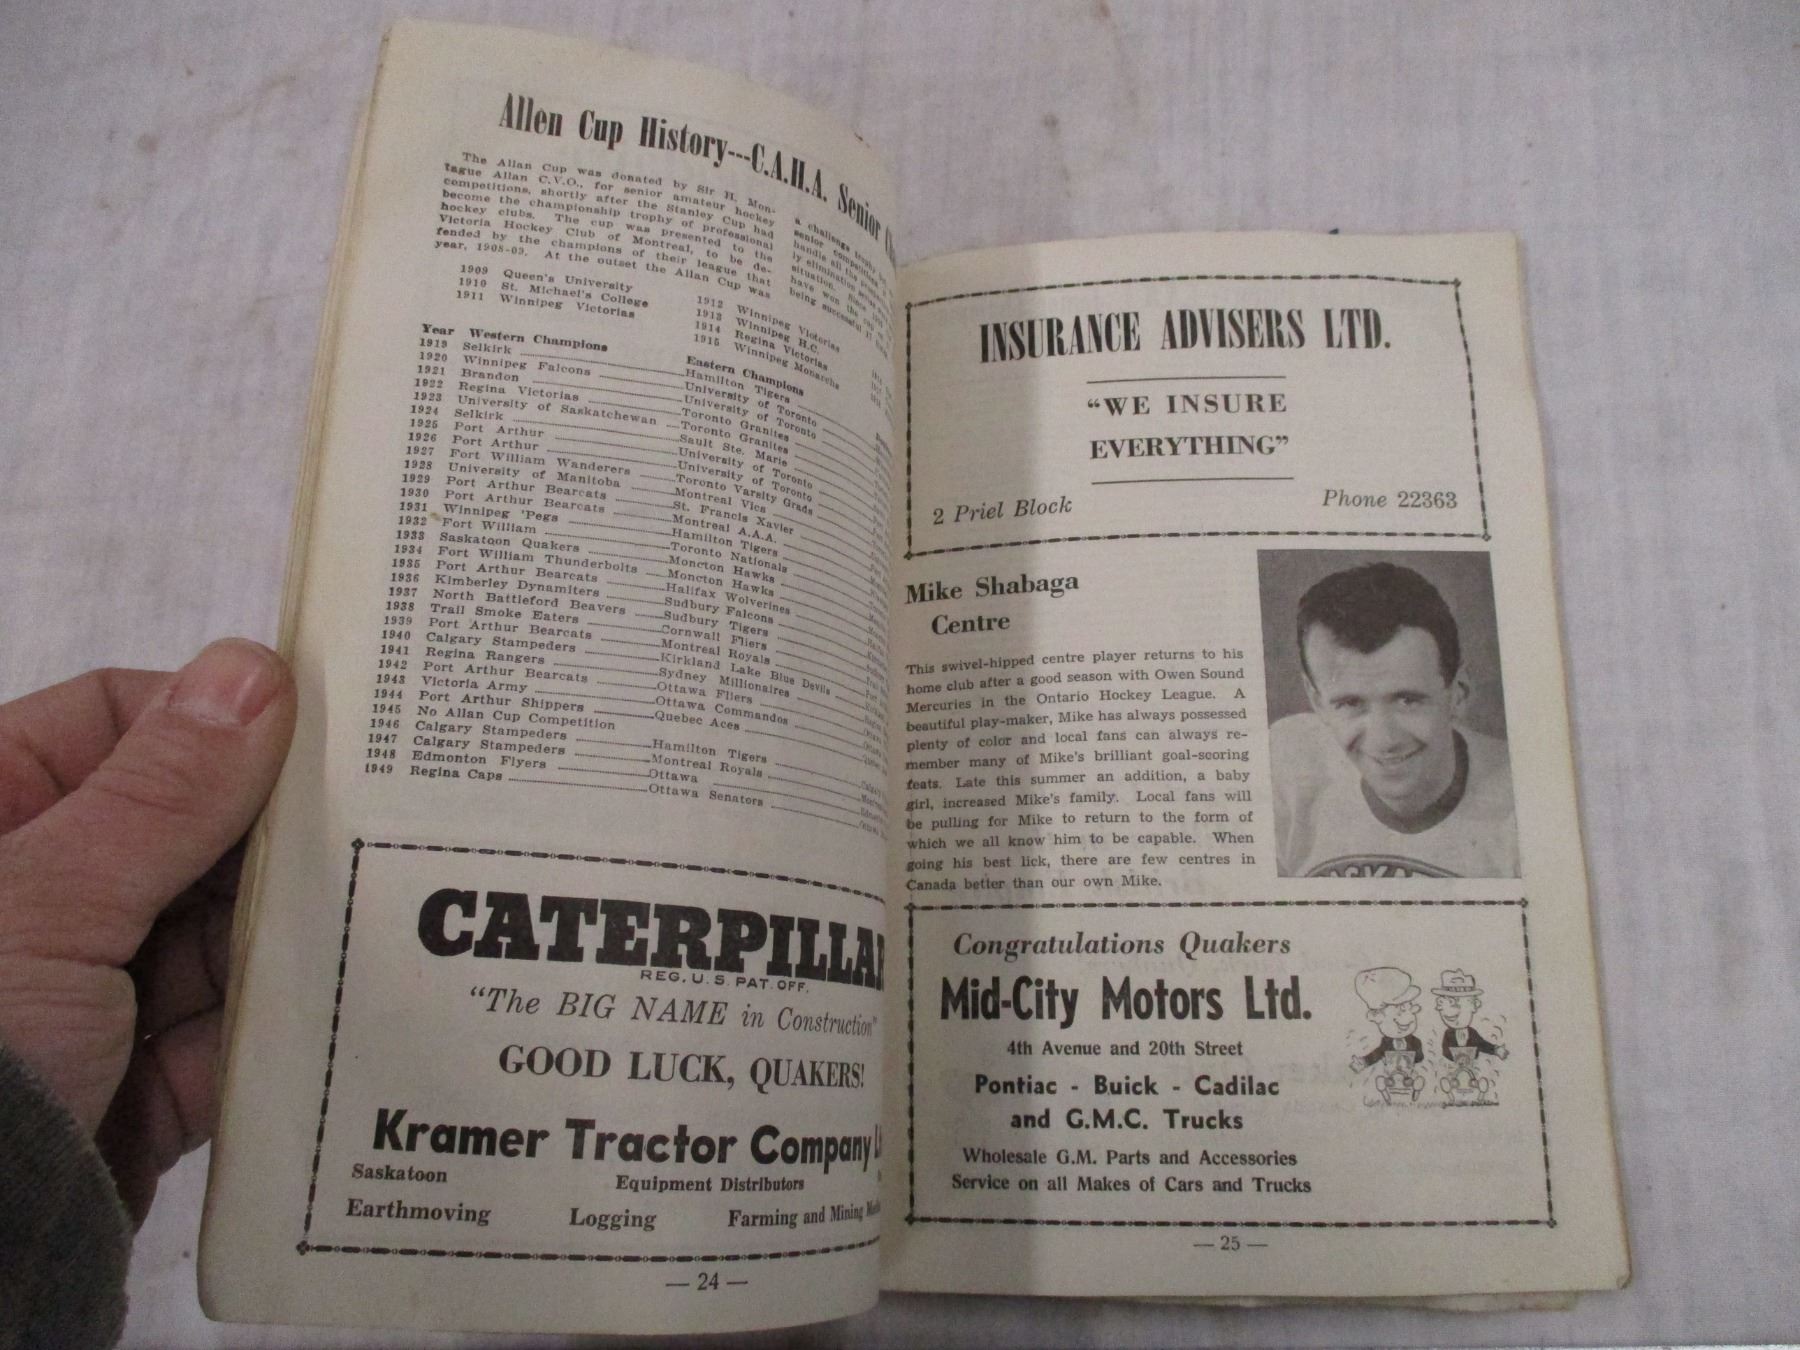 Allen Cup History---C.A.H.A. Senior
The Allan Cup was donated by Sir H. Mon-
tague Allan C.V.O., for senior amateur hockey
competitions, shortly after the Stanley Cup had
become the championship trophy of professional
hockey clubs. The cup was presented to the
Victoria Hockey Club of Montreal, to be de-
fended by the champions of their league that
year, 1908-09. At the outset the Allan Cup was
a challenge trophy
senior competition
handle all the
ly elimination
situation. Since
have won the cup
being successful
1909 Queen's University
1910 St. Michael's College
1911 Winnipeg Victorias
1912 Winnipeg Victorias
1913 Winnipeg H.C.
1914 Regina Victorias
1915 Winnipeg Monarchs
Year Western Champions Eastern Champions
1919 Selkirk Hamilton Tigers
1920 Winnipeg Falcons University of Toronto
1921 Brandon University of Toronto
1922 Regina Victorias Toronto Granites
1923 University of Saskatchewan Toronto Granites
1924 Selkirk Sault Ste. Marie
1925 Port Arthur University of Toronto
1926 Port Arthur University of Toronto
1927 Fort William Wanderers Toronto Varsity Grads
1928 University of Manitoba Montreal Vics
1929 Port Arthur Bearcats St. Francis Xavier
1930 Port Arthur Bearcats Montreal A.A.A.
1931 Winnipeg 'Pegs Hamilton Tigers
1932 Fort William Toronto Nationals
1933 Saskatoon Quakers Moncton Hawks
1934 Fort William Thunderbolts Moncton Hawks
1935 Port Arthur Bearcats Halifax Wolverines
1936 Kimberley Dynamiters Sudbury Falcons
1937 North Battleford Beavers Sudbury Tigers
1938 Trail Smoke Eaters Cornwall Fliers
1939 Port Arthur Bearcats Montreal Royals
1940 Calgary Stampeders Kirkland Lake Blue Devils
1941 Regina Rangers Sydney Millionaires
1942 Port Arthur Bearcats Ottawa Fliers
1943 Victoria Army Ottawa Commandos
1944 Port Arthur Shippers Quebec Aces
1945 No Allan Cup Competition
1946 Calgary Stampeders Hamilton Tigers
1947 Calgary Stampeders Montreal Royals
1948 Edmonton Flyers Ottawa
1949 Regina Caps Ottawa Senators
CATERPILLAR
REG. U. S. PAT. OFF.
"The BIG NAME in Construction"
GOOD LUCK, QUAKERS!
Kramer Tractor Company
Saskatoon Equipment Distributors
Earthmoving Logging Farming and Mining
— 24 —
INSURANCE ADVISERS LTD.
"WE INSURE
EVERYTHING"
2 Priel Block Phone 22363
Mike Shabaga
Centre
This swivel-hipped centre player returns to his
home club after a good season with Owen Sound
Mercuries in the Ontario Hockey League. A
beautiful play-maker, Mike has always possessed
plenty of color and local fans can always re-
member many of Mike's brilliant goal-scoring
feats. Late this summer an addition, a baby
girl, increased Mike's family. Local fans will
be pulling for Mike to return to the form of
which we all know him to be capable. When
going his best lick, there are few centres in
Canada better than our own Mike.
Congratulations Quakers
Mid-City Motors Ltd.
4th Avenue and 20th Street
Pontiac - Buick - Cadilac
and G.M.C. Trucks
Wholesale G.M. Parts and Accessories
Service on all Makes of Cars and Trucks
— 25 —